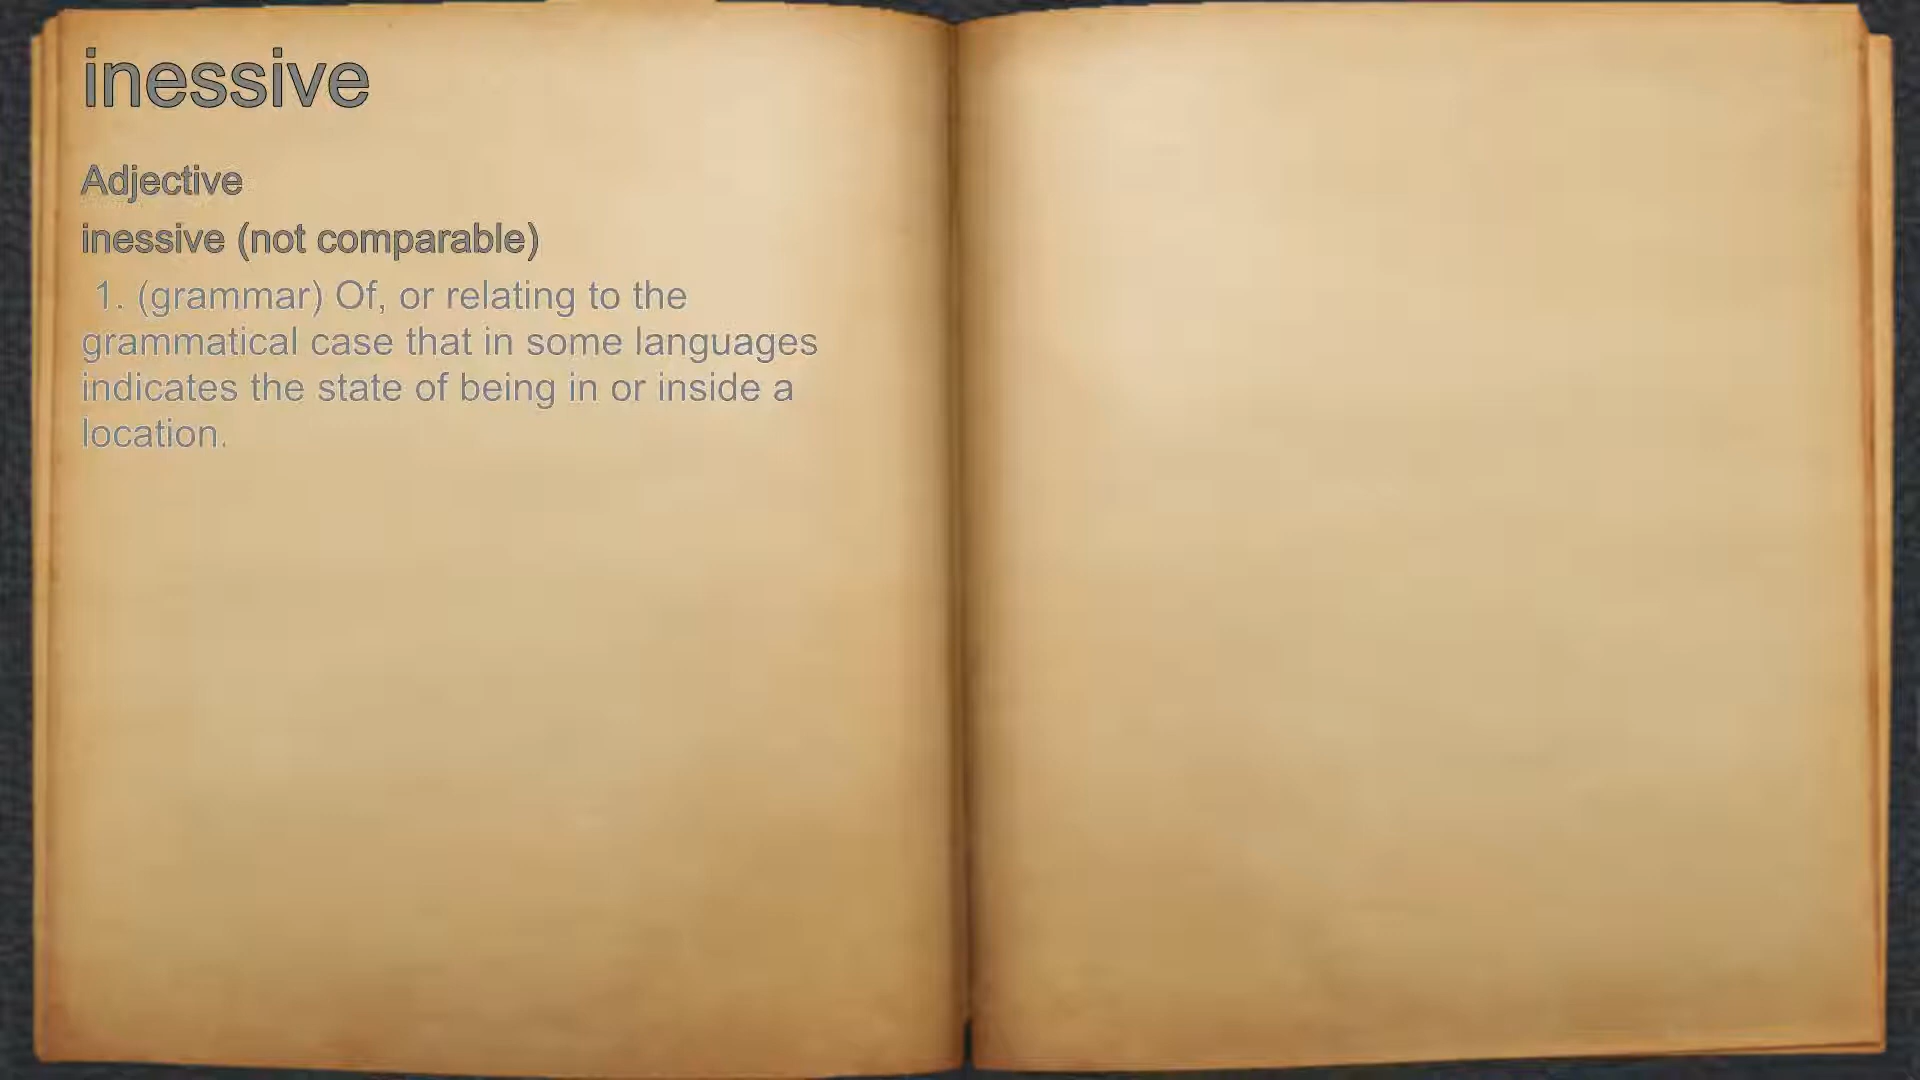 inessive
Adjective
inessive (not comparable)
1. (grammar) Of, or relating to the
grammatical case that in some languages
indicates the state of being in or inside a
location.